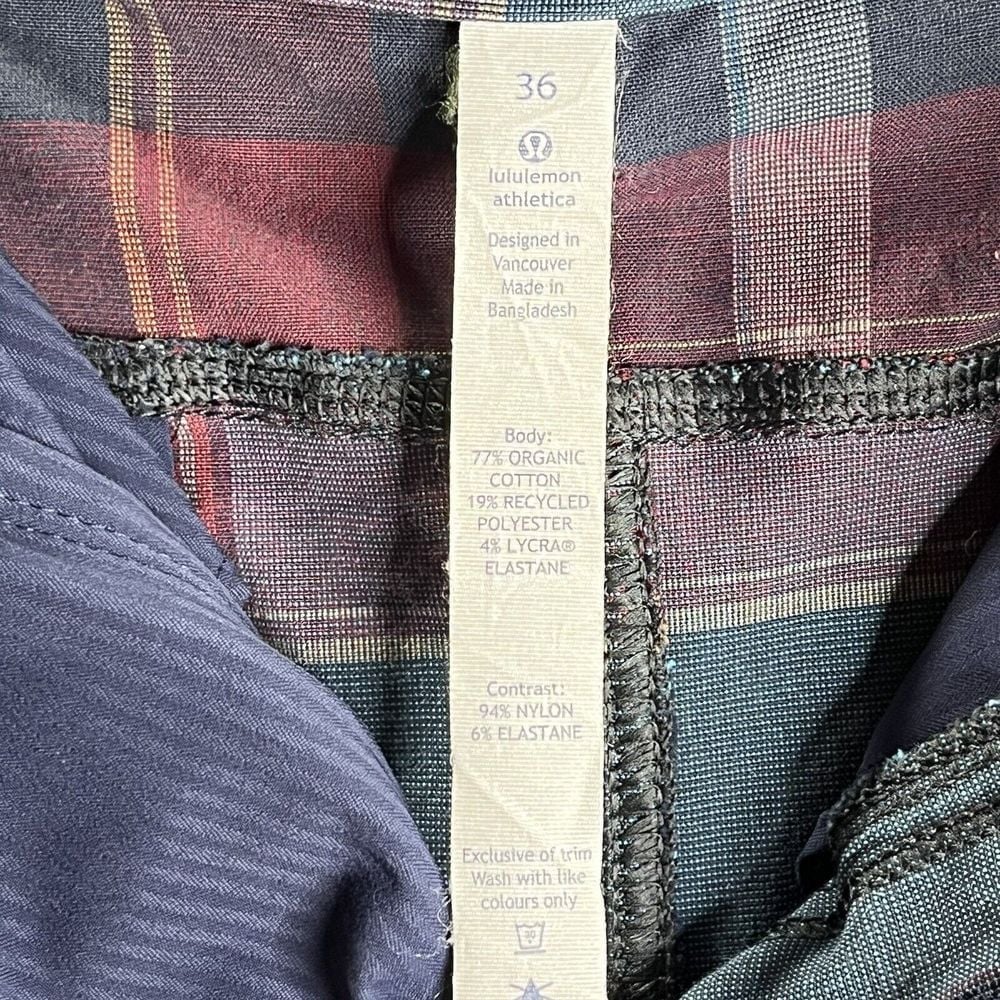 36
lululemon
athletica
Designed in
Vancouver
Made in
Bangladesh
Body:
77% ORGANIC
COTTON
19% RECYCLED
POLYESTER
4% LYCRA®
ELASTANE
Contrast:
94% NYLON
6% ELASTANE
Exclusive of trim
Wash with like
colours only
30